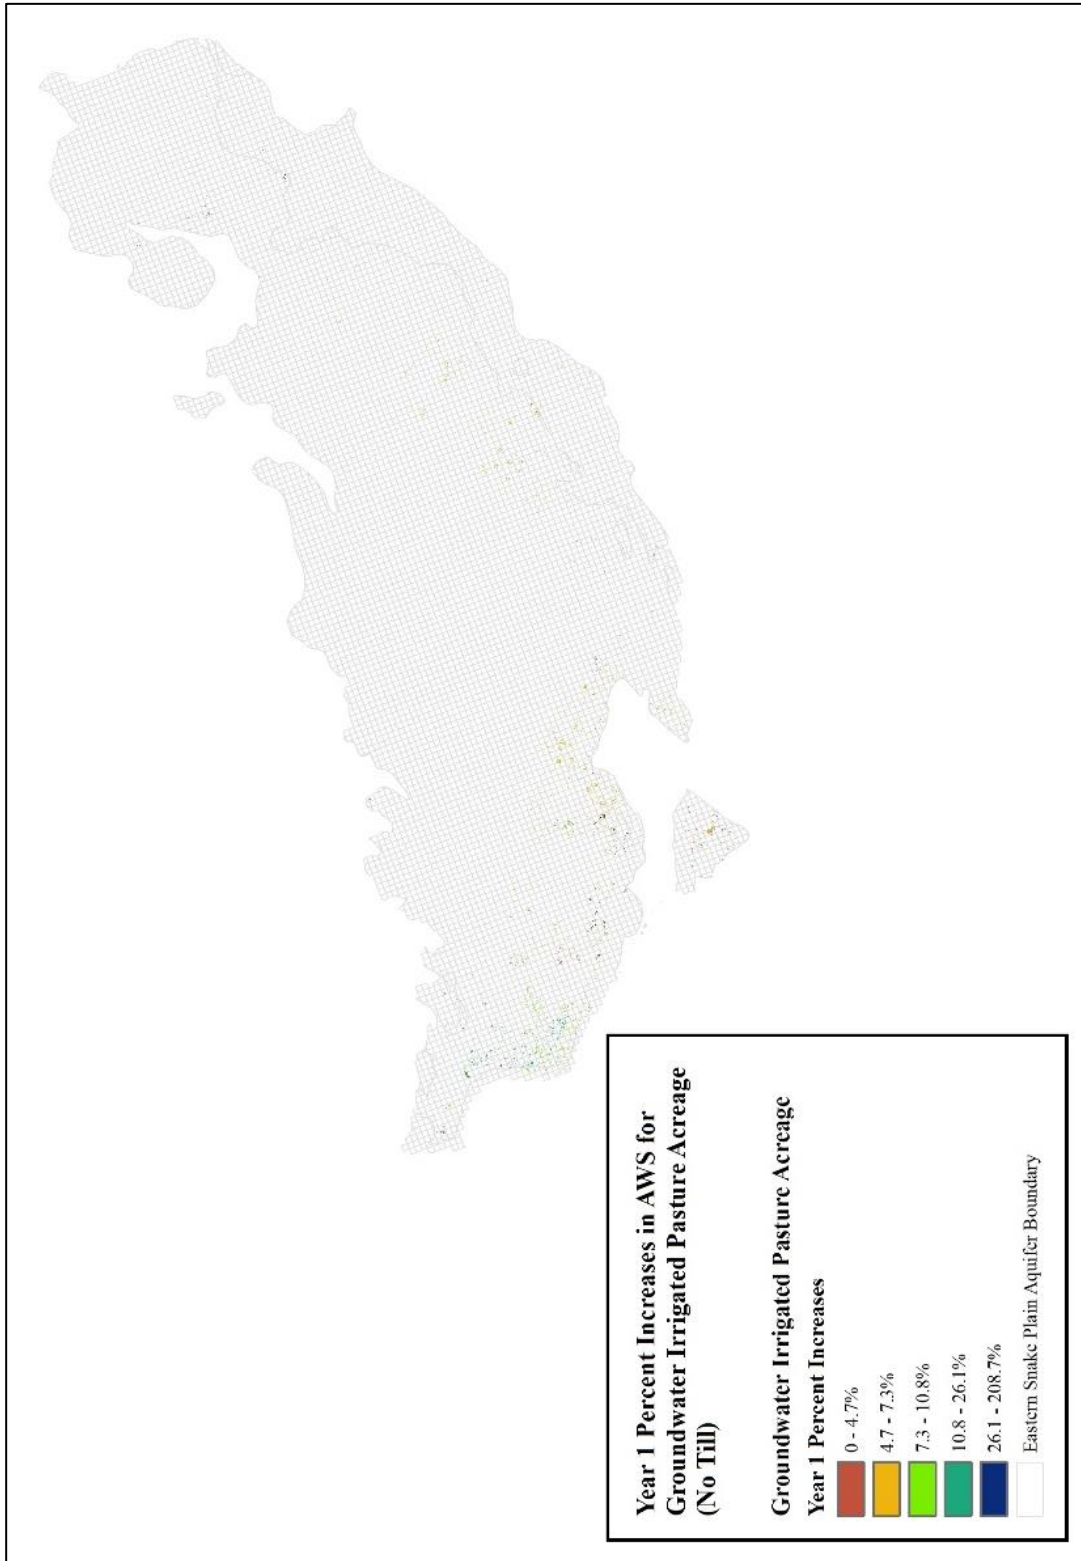 Year 1 Percent Increases in AWS for
Groundwater Irrigated Pasture Acreage
(No Till)
Groundwater Irrigated Pasture Acreage
Year 1 Percent Increases
0 - 4.7%
4.7 - 7.3%
7.3 - 10.8%
10.8 - 26.1%
26.1 - 208.7%
Eastern Snake Plain Aquifer Boundary